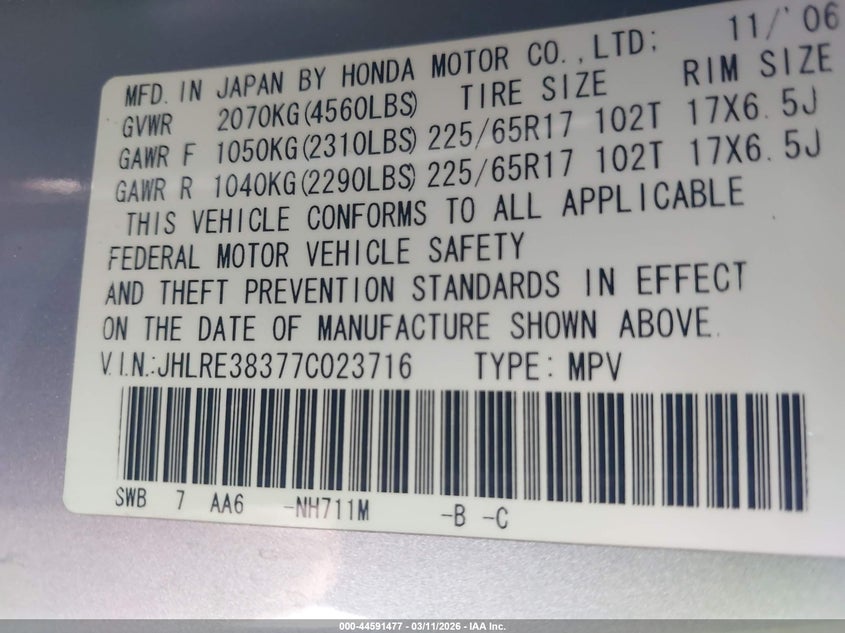 MFD. IN JAPAN BY HONDA MOTOR CO.,LTD; 11/'06
GVWR 2070KG(4560LBS) TIRE SIZE RIM SIZE
GAWR F 1050KG(2310LBS) 225/65R17 102T 17X6.5J
GAWR R 1040KG(2290LBS) 225/65R17 102T 17X6.5J
THIS VEHICLE CONFORMS TO ALL APPLICABLE
FEDERAL MOTOR VEHICLE SAFETY
AND THEFT PREVENTION STANDARDS IN EFFECT
ON THE DATE OF MANUFACTURE SHOWN ABOVE.
V.I.N.:JHLRE38377C023716 TYPE: MPV
SWB 7 AA6 -NH711M -B -C
000-44591477 - 03/11/2026 - IAA Inc.